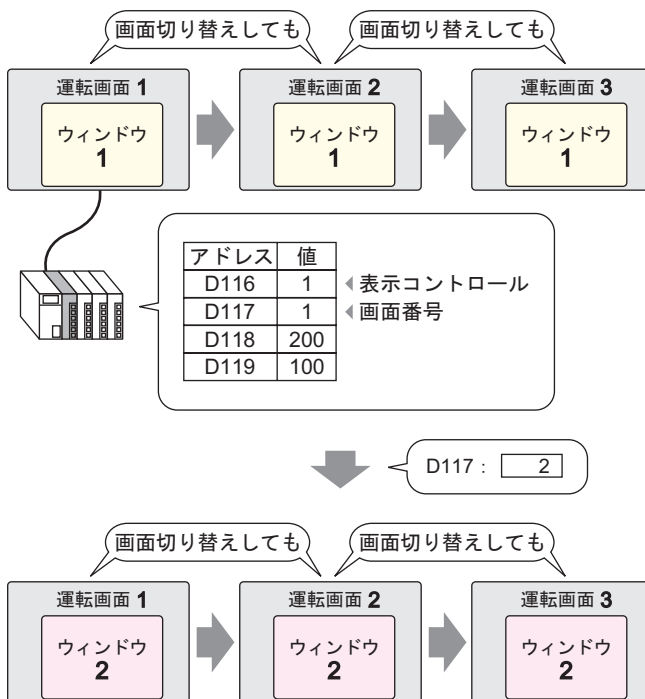 画面切り替えしても 画面切り替えしても
運転画面 1 運転画面 2 運転画面 3
ウィンドウ ウィンドウ ウィンドウ
1 1 1
アドレス 値
D116 1 表示コントロール
D117 1 画面番号
D118 200
D119 100
D117 : 2
画面切り替えしても 画面切り替えしても
運転画面 1 運転画面 2 運転画面 3
ウィンドウ ウィンドウ ウィンドウ
2 2 2